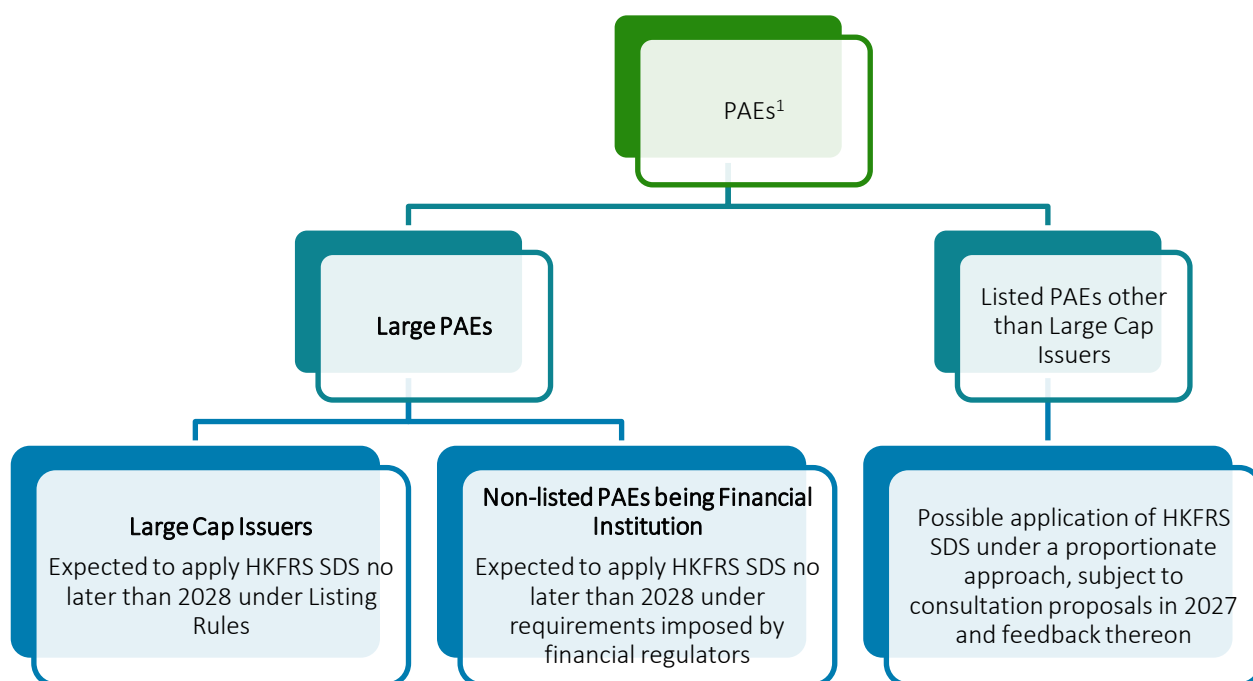 PAEs1
Large PAEs
Listed PAEs other
than Large Cap
Issuers
Large Cap Issuers
Expected to apply HKFRS SDS no
later than 2028 under Listing
Rules
Non-listed PAEs being Financial
Institution
Expected to apply HKFRS SDS no
later than 2028 under
requirements imposed by
financial regulators
Possible application of HKFRS
SDS under a proportionate
approach, subject to
consultation proposals in 2027
and feedback thereon